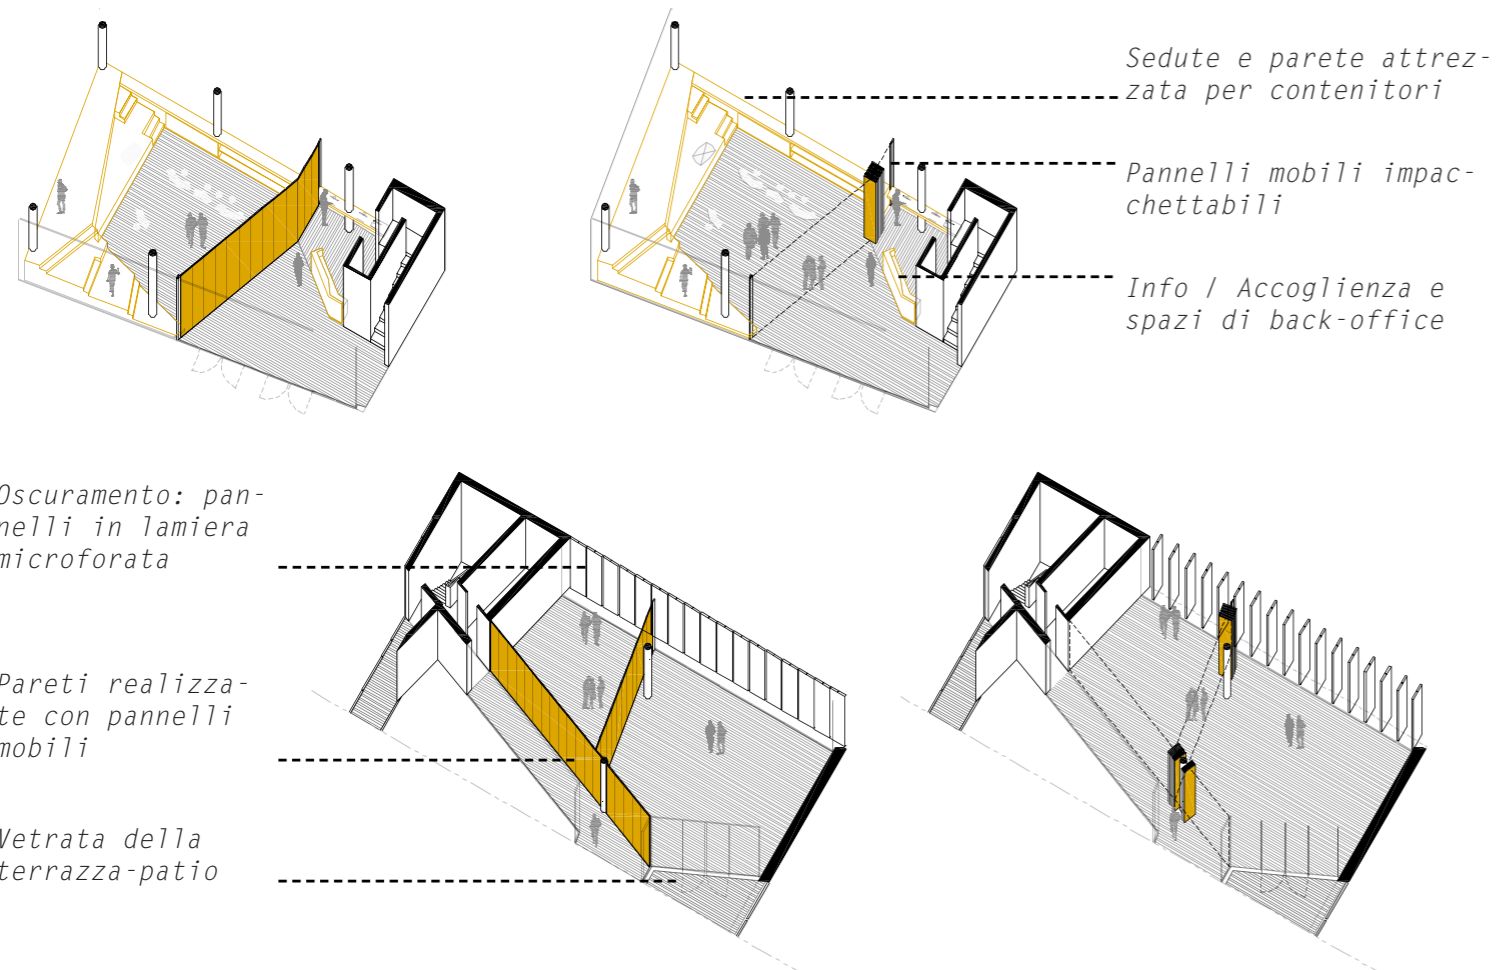 Sedute e parete attrez-
zata per contenitori
Pannelli mobili impac-
chettabili
Info / Accoglienza e
spazi di back-office
Oscuramento: pan-
nelli in lamiera
microforata
Pareti realizza-
te con pannelli
mobili
Vetrata della
terrazza-patio